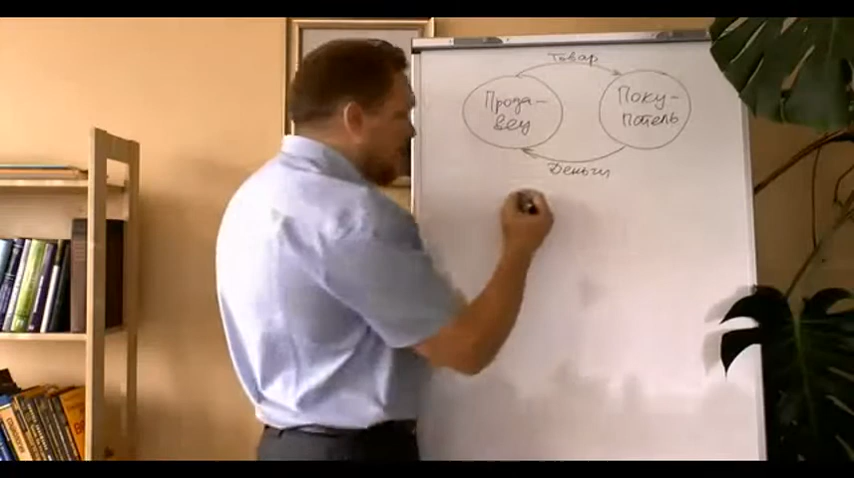 Товар
Прода-
вец
Поку-
патель
Деньги